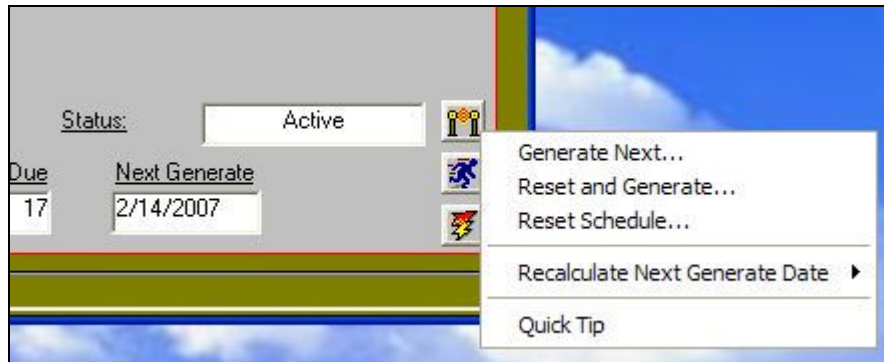 Status: Active
Due Next Generate
17 2/14/2007
Generate Next...
Reset and Generate...
Reset Schedule...
Recalculate Next Generate Date
Quick Tip